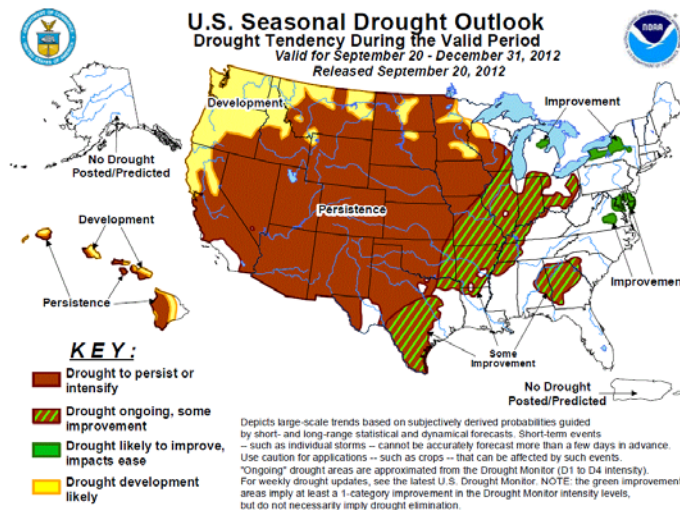 U.S. Seasonal Drought Outlook
Drought Tendency During the Valid Period
Valid for September 20 - December 31, 2012
Released September 20, 2012
NOAA
Development
Improvement
No Drought
Posted/Predicted
Development
Persistence
Persistence
Improvement
Some
Improvement
No Drought
Posted/Predicted
KEY:
Drought to persist or
intensify
Drought ongoing, some
improvement
Drought likely to improve,
impacts ease
Drought development
likely
Depicts large-scale trends based on subjectively derived probabilities guided
by short- and long-range statistical and dynamical forecasts. Short-term events
-- such as individual storms -- cannot be accurately forecast more than a few days in advance.
Use caution for applications -- such as crops -- that can be affected by such events.
"Ongoing" drought areas are approximated from the Drought Monitor (D1 to D4 intensity).
For weekly drought updates, see the latest U.S. Drought Monitor. NOTE: the green improvement
areas imply at least a 1-category improvement in the Drought Monitor intensity levels,
but do not necessarily imply drought elimination.